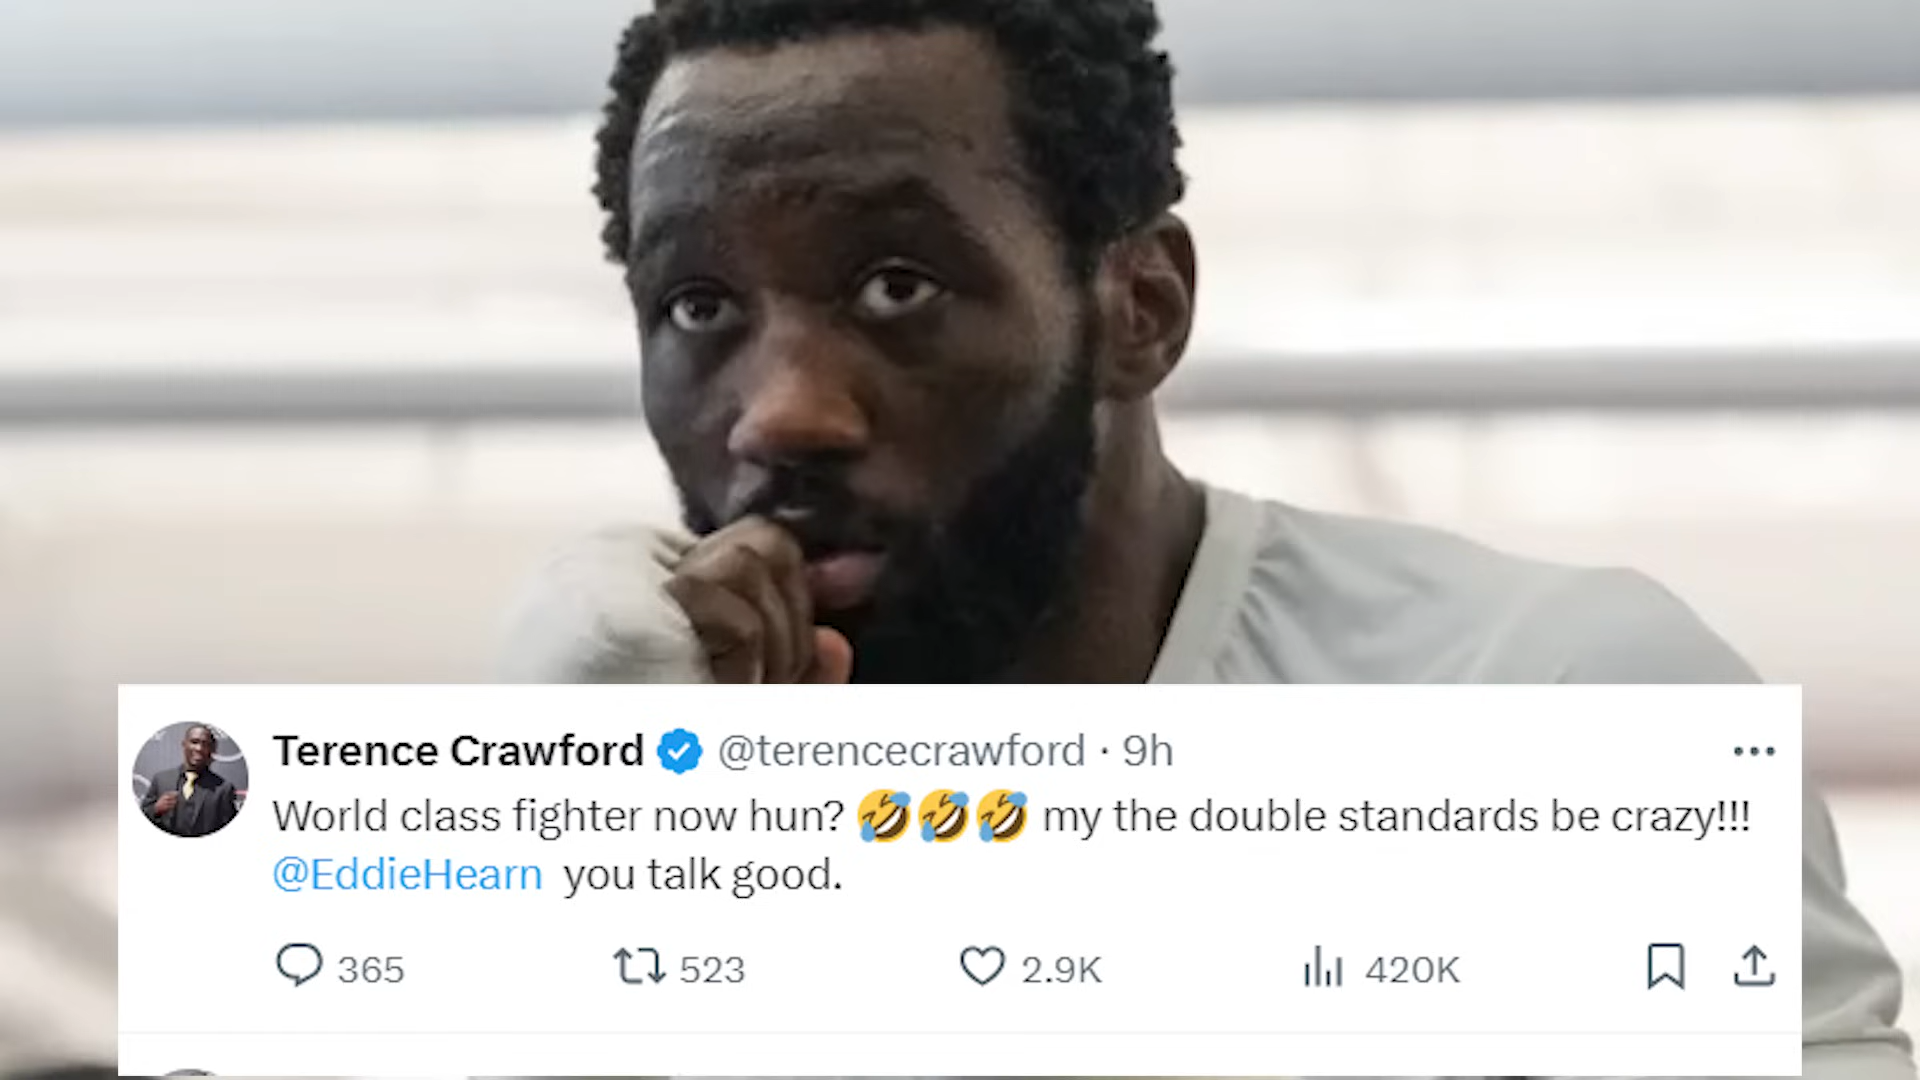 Terence Crawford @terencecrawford · 9h
World class fighter now hun? 🤣🤣🤣 my the double standards be crazy!!!
@EddieHearn you talk good.
365 523 2.9K 420K